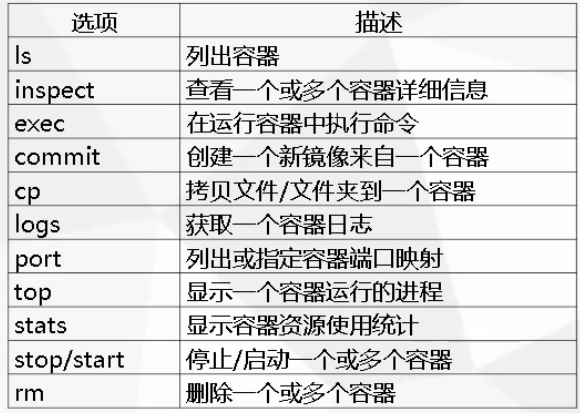 选项 描述
ls 列出容器
inspect 查看一个或多个容器详细信息
exec 在运行容器中执行命令
commit 创建一个新镜像来自一个容器
cp 拷贝文件/文件夹到一个容器
logs 获取一个容器日志
port 列出或指定容器端口映射
top 显示一个容器运行的进程
stats 显示容器资源使用统计
stop/start 停止/启动一个或多个容器
rm 删除一个或多个容器